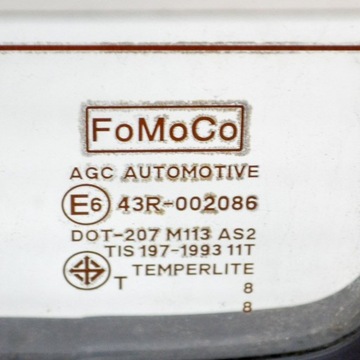 FoMoCo
AGC AUTOMOTIVE
E6 43R-002086
DOT-207 M113 AS2
TIS 197-1993 11T
TEMPERLITE
T 8
8